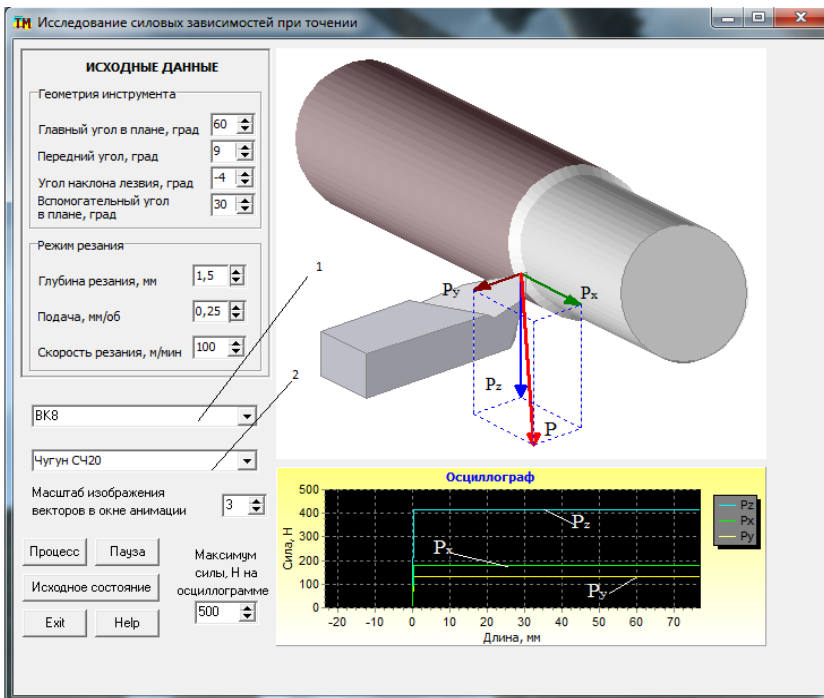 TM Исследование силовых зависимостей при точении
ИСХОДНЫЕ ДАННЫЕ
Геометрия инструмента
Главный угол в плане, град 60
Передний угол, град 9
Угол наклона лезвия, град -4
Вспомогательный угол
в плане, град 30
Режим резания
Глубина резания, мм 1,5
Подача, мм/об 0,25
Скорость резания, м/мин 100
1
2
ВК8
Чугун СЧ20
Масштаб изображения
векторов в окне анимации 3
Процесс Пауза
Исходное состояние
Exit Help
Максимум
силы, Н на
осциллограмме
500
Py
Px
Pz
P
Осциллограф
Сила, Н
500
400
300
200
100
0
-20 -10 0 10 20 30 40 50 60 70
Длина, мм
Pz
Px
Py
Pz
Px
Py